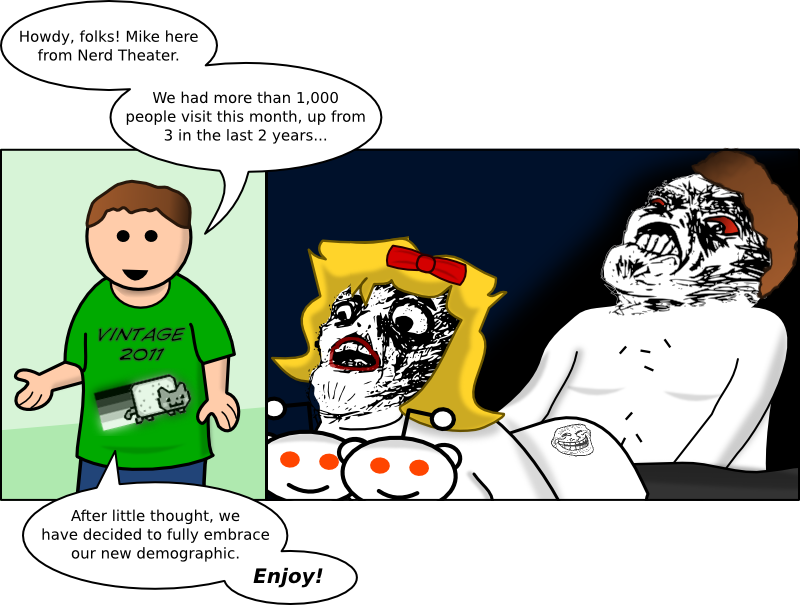 Howdy, folks! Mike here
from Nerd Theater.
We had more than 1,000
people visit this month, up from
3 in the last 2 years...
VINTAGE
2011
After little thought, we
have decided to fully embrace
our new demographic.
Enjoy!